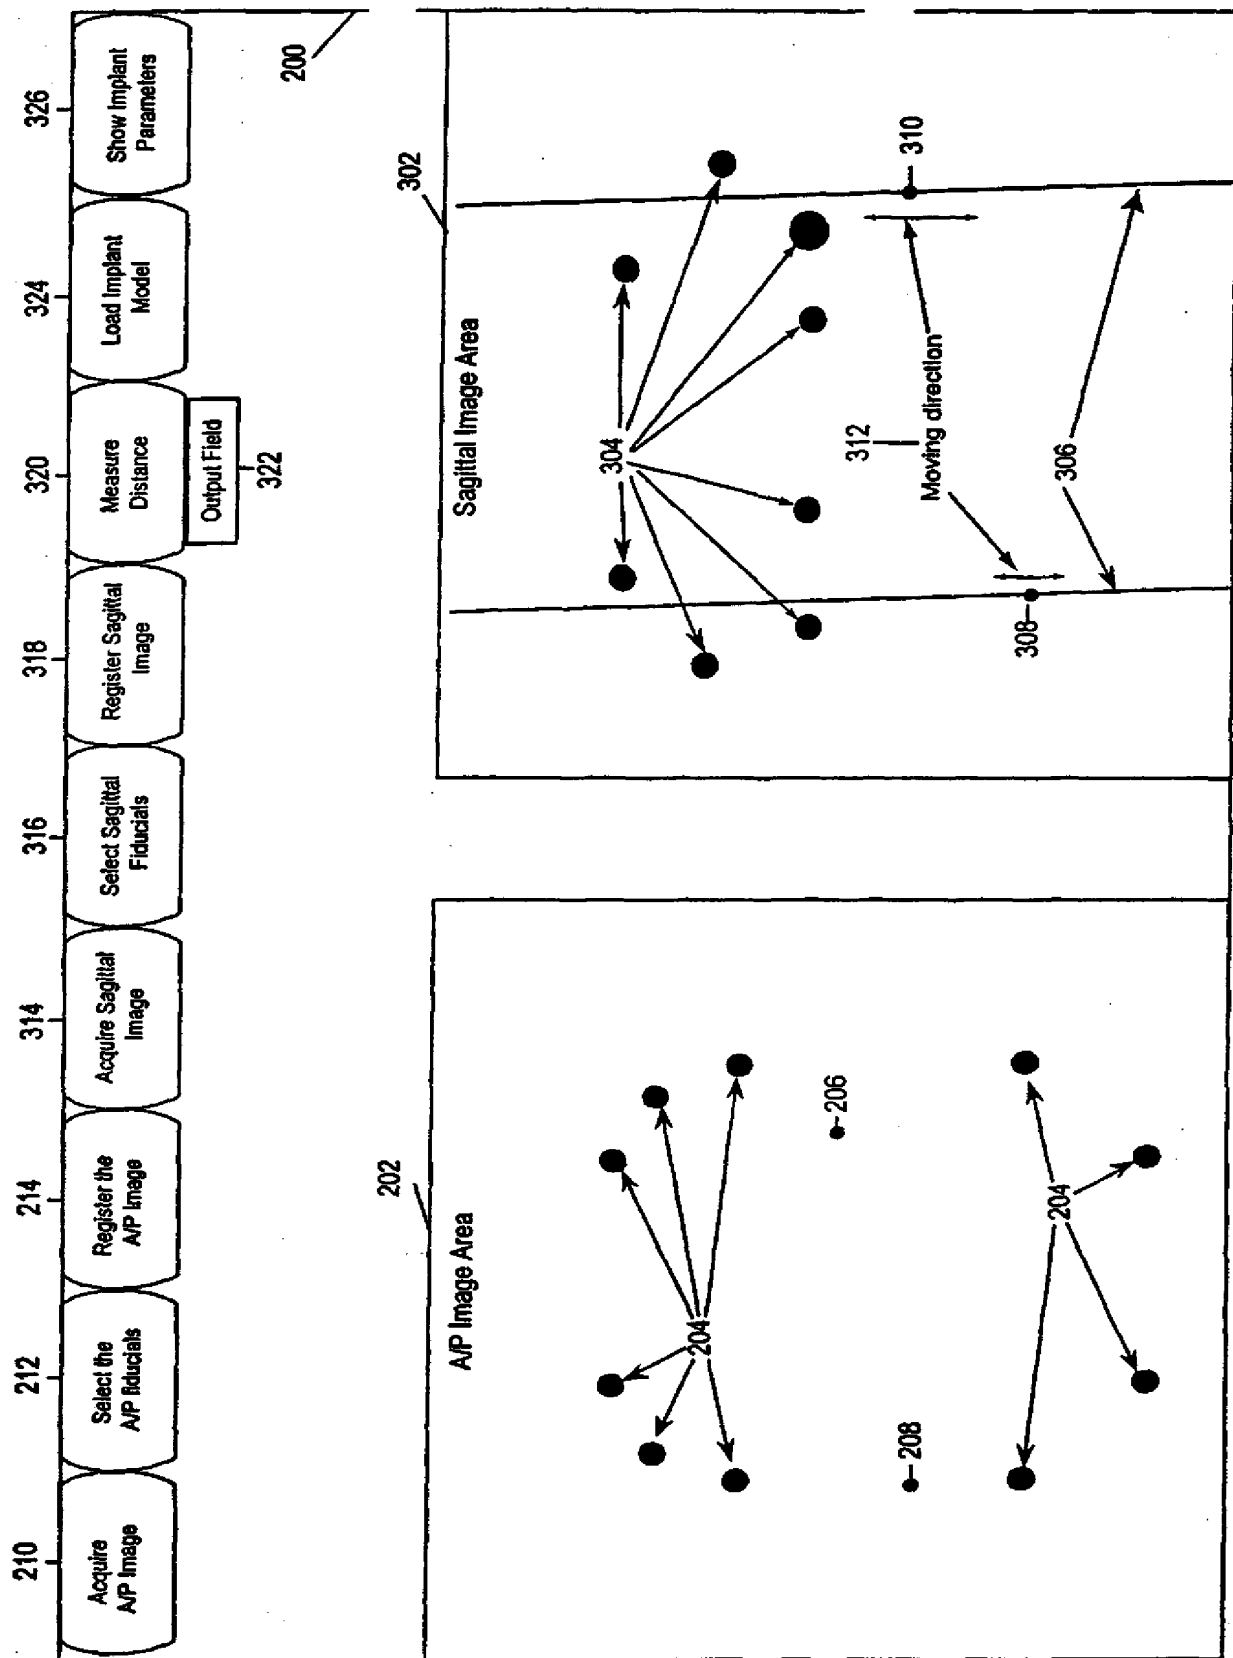 210
212
214
314
316
318
320
324
326
Acquire
A/P Image
Select the
A/P fiducials
Register the
A/P Image
Acquire Sagittal
Image
Select Sagittal
Fiducials
Register Sagittal
Image
Measure
Distance
Load Implant
Model
Show Implant
Parameters
Output Field
322
200
202
302
A/P Image Area
204
206
208
204
Sagittal Image Area
304
310
312
Moving direction
308
306